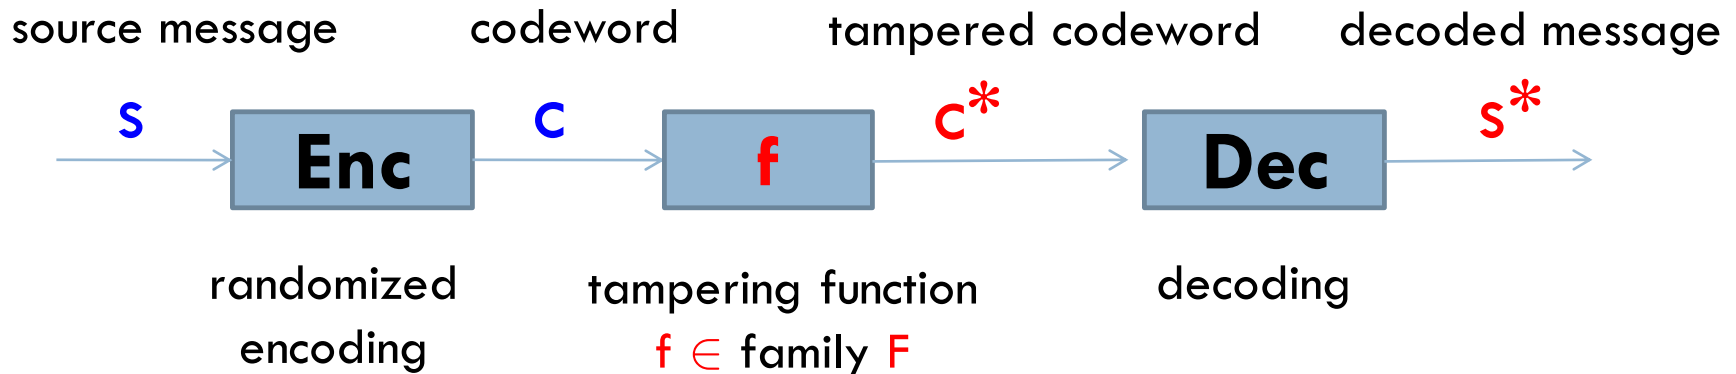 source message codeword tampered codeword decoded message
s c c* s*
Enc f Dec
randomized tampering function decoding
encoding f ∈ family F